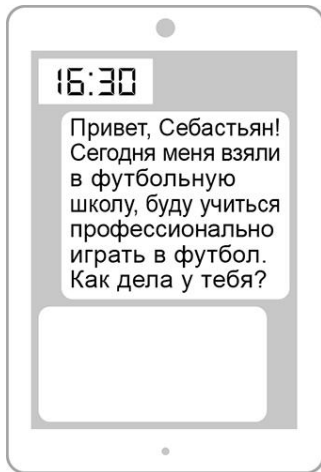 16:30
Привет, Себастьян!
Сегодня меня взяли
в футбольную
школу, буду учиться
профессионально
играть в футбол.
Как дела у тебя?